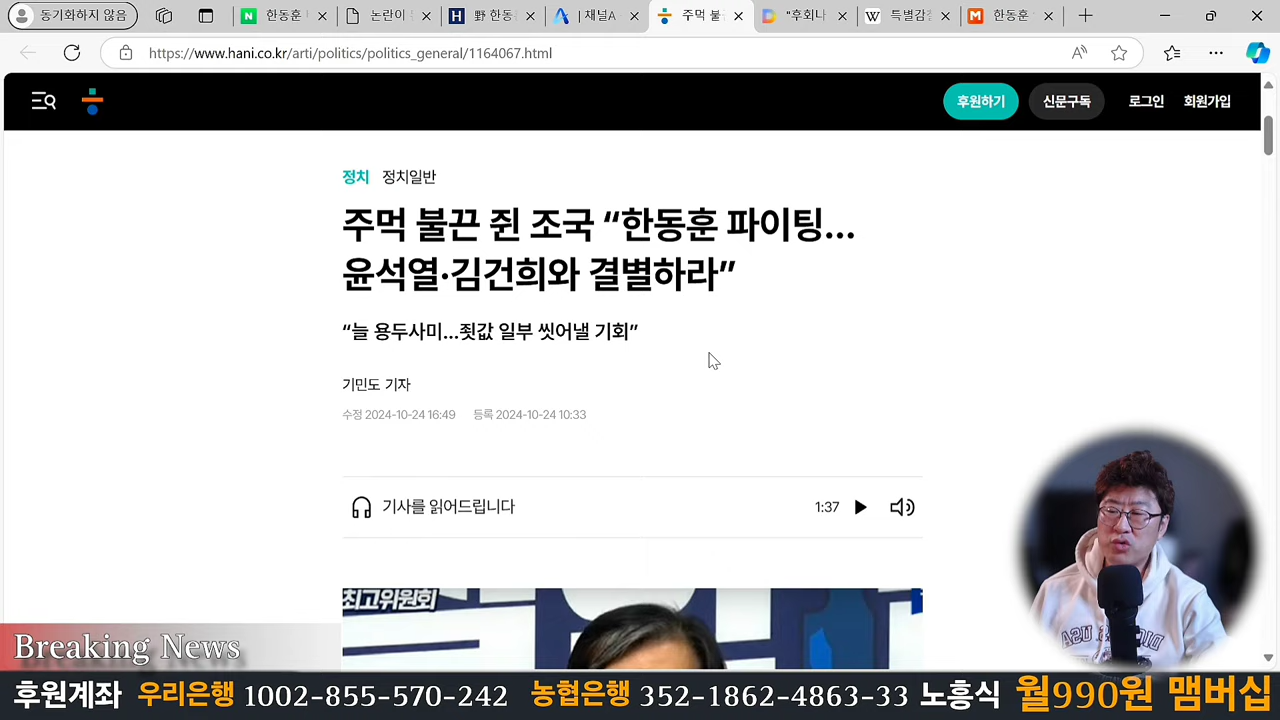 동기화하지 않음
한동훈
논란이
野 한동
| 채널A
주먹 불
"후회나
특별감
한동훈
https://www.hani.co.kr/arti/politics/politics_general/1164067.html
후원하기
신문구독
로그인
회원가입
정치 정치일반
주먹 불끈 쥔 조국 “한동훈 파이팅…
윤석열·김건희와 결별하라”
“늘 용두사미…죗값 일부 씻어낼 기회”
기민도 기자
수정 2024-10-24 16:49 등록 2024-10-24 10:33
기사를 읽어드립니다
1:37
최고위원회
Breaking News
후원계좌 우리은행 1002-855-570-242 농협은행 352-1862-4863-33 노흥식 월990원 맴버십